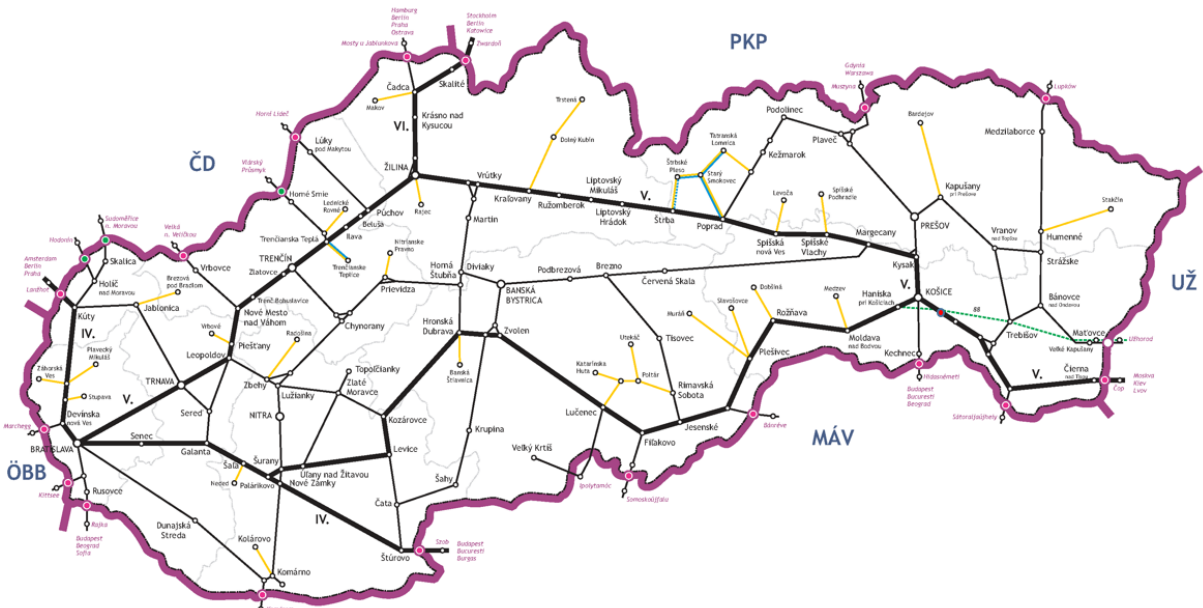 Hamburg
Berlin
Praha
Ostrava
Stockholm
Berlin
Katowice
Mosty u Jablunkova
Zwardoň
PKP
Gdynia
Warszawa
Muszyna
Łupków
Skalité
Čadca
Makov
Krásno nad
Kysucou
VI.
Horní Lideč
Lúky
pod Makytou
ČD
Vlárský
Průsmyk
Horné Srnie
ŽILINA
Vrútky
Rajec
Martin
Kraľovany
Trstená
Dolný Kubín
Ružomberok
Liptovský
Mikuláš
Liptovský
Hrádok
V.
Štrba
Štrbské
Pleso
Starý
Smokovec
Tatranská
Lomnica
Poprad
Kežmarok
Podolínec
Plaveč
Bardejov
Medzilaborce
Levoča
Spišské
Podhradie
Spišská
nová Ves
Spišské
Vlachy
Margecany
Kapušany
pri Prešove
PREŠOV
Kysak
Vranov
nad Topľou
Stakčín
Humenné
Strážske
Bánovce
nad Ondavou
UŽ
Lednické
Rovné
Púchov
Beluša
Ilava
Trenčianska Teplá
Trenčianske
Teplice
TRENČÍN
Zlatovce
Nitrianske
Pravno
Prievidza
Horná
Štubňa
Diviaky
Sudoměřice
n. Moravou
Hodonín
Velká
n. Veličkou
Vrbovce
Skalica
Holíč
nad Moravou
Brezová
pod Bradlom
Jablonica
Amsterdam
Berlin
Praha
Lanžhot
Kúty
IV.
Trenč. Bohuslavice
Nové Mesto
nad Váhom
Vrbové
Piešťany
Leopoldov
Radošina
Chynorany
Podbrezová
Brezno
Červená Skala
BANSKÁ
BYSTRICA
Hronská
Dubrava
Zvolen
Banská
Štiavnica
Plavecký
Mikuláš
Záhorská
Ves
Stupava
Devínska
nová Ves
Marchegg
BRATISLAVA
V.
TRNAVA
Zbehy
Lužianky
Topoľčianky
Zlaté
Moravce
Kozárovce
NITRA
Sereď
Senec
Galanta
Šaľa
Neded
Šurany
Palárikovo
Nové Zámky
Úľany nad Žitavou
Levice
Krupina
Šahy
Čata
IV.
Štúrovo
Szob
Budapest
Bucuresti
Burgas
ÖBB
Kittsee
Rusovce
Rajka
Budapest
Beograd
Sofia
Dunajská
Streda
Kolárovo
Komárno
Tisovec
Muráň
Slavošovce
Dobšiná
Rožňava
Medzev
Moldava
nad Bodvou
Plešivec
Utekáč
Katarínska
Huta
Poltár
Rimavská
Sobota
Jesenské
Lučenec
Fiľakovo
Veľký Krtíš
Ipolytarnóc
Somoskőújfalu
Bánréve
MÁV
Haniska
pri Košiciach
V.
KOŠICE
88
Kechnec
Hidasnémeti
Budapest
Bucuresti
Beograd
Trebišov
Maťovce
Veľké Kapušany
Užhorod
V.
Čierna
nad Tisou
Čop
Moskva
Kiev
Lvov
Sátoraljaújhely